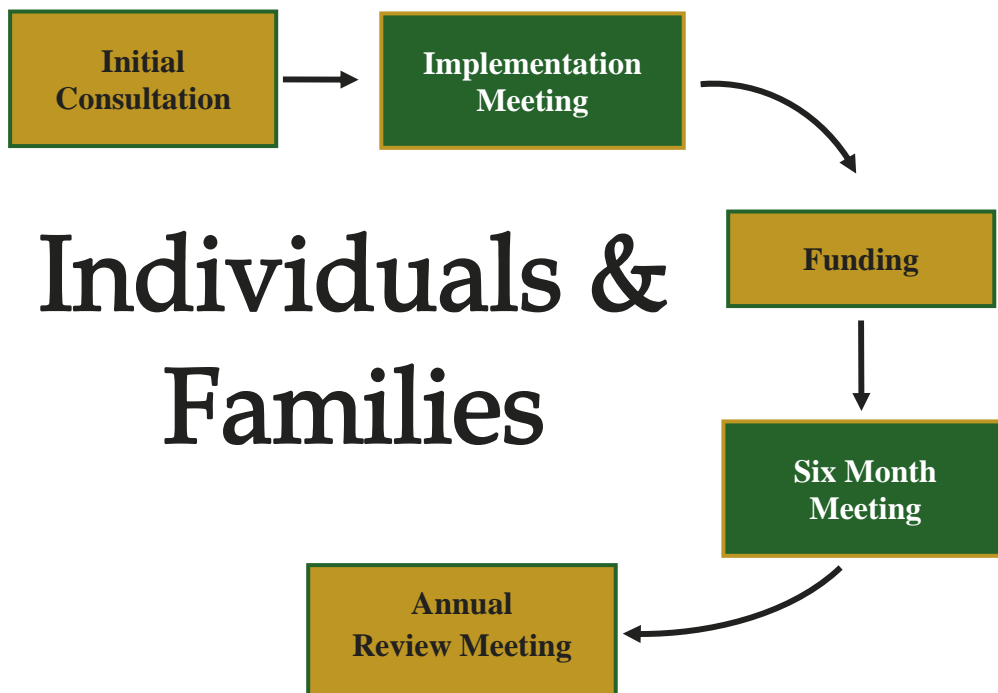 Initial
Consultation
Implementation
Meeting
Funding
Individuals &
Families
Six Month
Meeting
Annual
Review Meeting